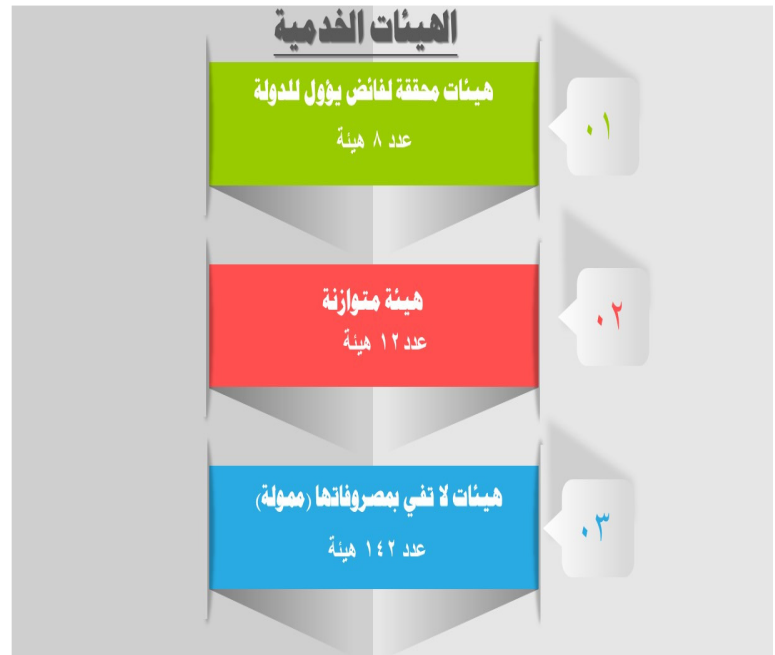 الهيئات الخدمية
٠١
هيئات محققة لفائض يؤول للدولة
عدد ٨ هيئة
٠٢
هيئة متوازنة
عدد ١٢ هيئة
٠٣
هيئات لا تفي بمصروفاتها (ممولة)
عدد ١٤٢ هيئة